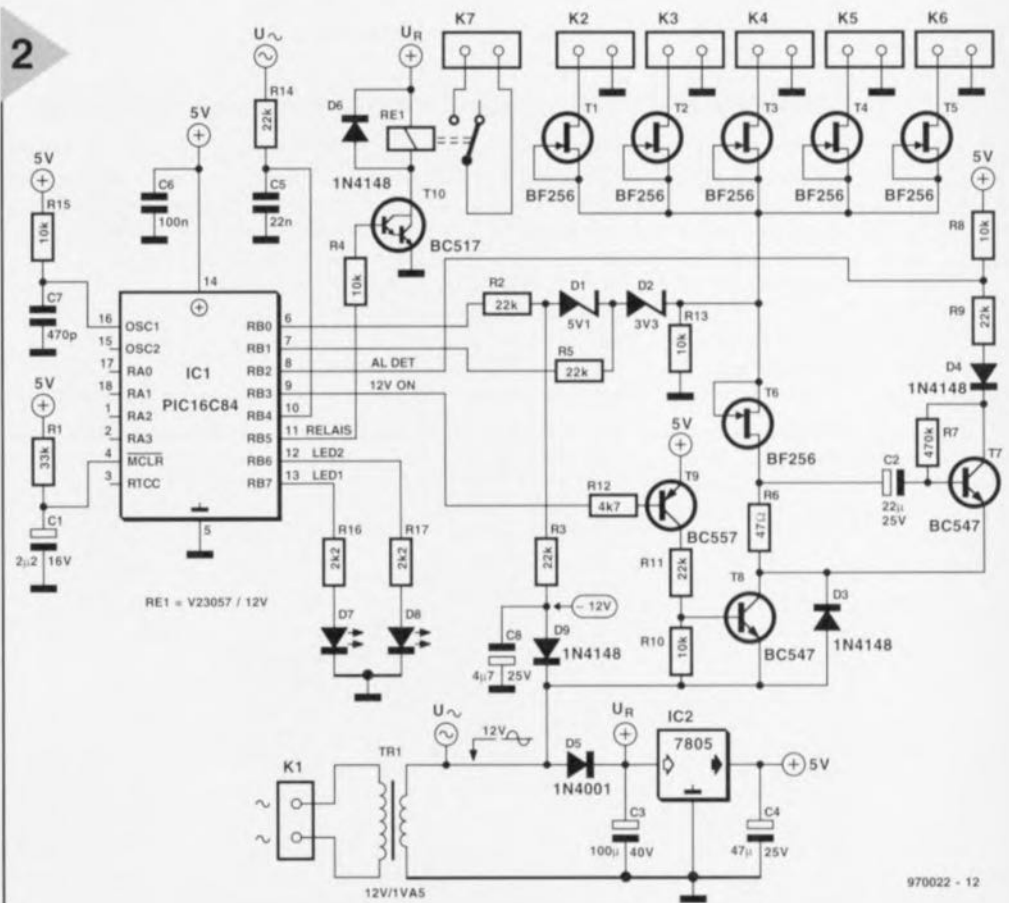 2
U~
UR
K7
K2
K3
K4
K5
K6
R14
22k
D6
RE1
1N4148
T1
T2
T3
T4
T5
BF256
BF256
BF256
BF256
BF256
5V
5V
R15
10k
C6
100n
C5
22n
T10
BC517
R4
10k
5V
R8
10k
R9
22k
D4
1N4148
C7
470p
14
16
15
17
18
1
2
4
3
OSC1
OSC2
RA0
RA1
RA2
RA3
MCLR
RTCC
IC1
PIC16C84
RB0
RB1
RB2
RB3
RB4
RB5
RB6
RB7
6
7
8
9
10
11
12
13
5
AL DET
12V ON
RELAIS
LED2
LED1
R2
22k
D1
5V1
D2
3V3
R13
10k
R5
22k
T6
BF256
5V
R1
33k
C1
2µ2
16V
5V
T9
BC557
R12
4k7
R6
47Ω
C2
22µ
25V
R7
470k
T7
BC547
R16
2k2
R17
2k2
R3
22k
R11
22k
R10
10k
T8
BC547
D3
1N4148
RE1 = V23057 / 12V
D7
D8
- 12V
C8
4µ7
25V
D9
1N4148
U~
12V
UR
IC2
7805
5V
K1
~
~
TR1
12V/1VA5
D5
1N4001
C3
100µ
40V
C4
47µ
25V
970022 - 12